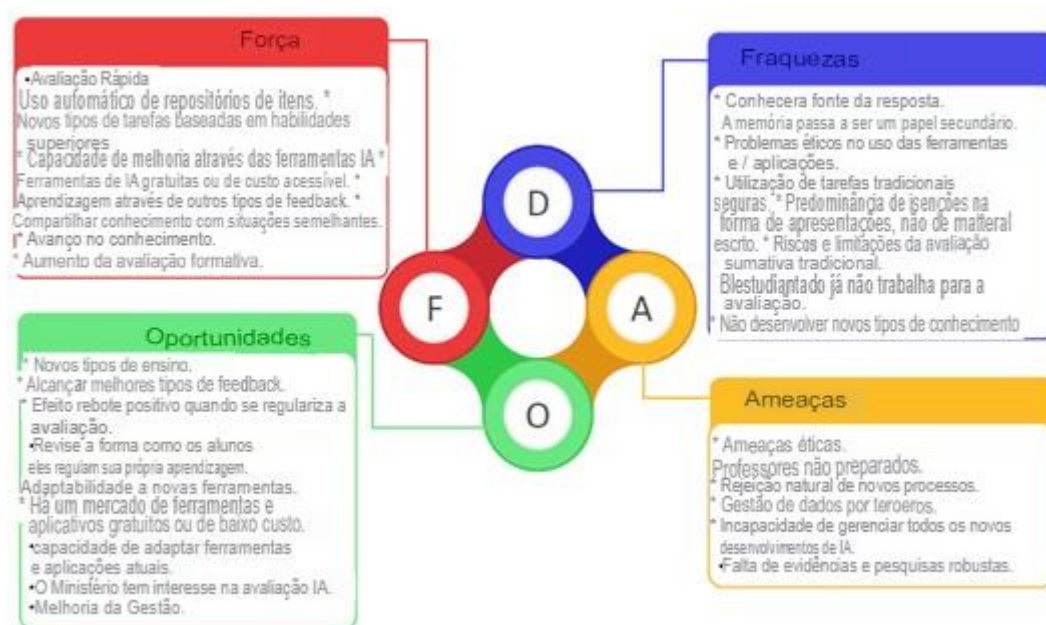 Força
•Avaliação Rápida
Uso automático de repositórios de itens. *
Novos tipos de tarefas baseadas em habilidades
superiores
* Capacidade de melhoria através das ferramentas IA *
Ferramentas de IA gratuitas ou de custo acessível. *
Aprendizagem através de outros tipos de feedback. *
Compartilhar conhecimento com situações semelhantes.
* Avanço no conhecimento.
* Aumento da avaliação formativa.
Fraquezas
* Conhecera fonte da resposta.
A memória passa a ser um papel secundário.
* Problemas éticos no uso das ferramentas
e / aplicações.
* Utilização de tarefas tradicionais
seguras. * Predominância de isenções na
forma de apresentações, não de matteral
escrto. * Riscos e limitações da avaliação
sumativa tradicional.
Blestudiantado já não trabalha para a
avaliação.
* Não desenvolver novos tipos de conhecimento
D
F
A
O
Oportunidades
* Novos tipos de ensino.
* Alcançar melhores tipos de feedback.
* Efeito rebote positivo quando se regulariza a
avaliação.
•Revise a forma como os alunos
eles regulam sua própria aprendizagem.
Adaptabilidade a novas ferramentas.
* Há um mercado de ferramentas e
aplicativos gratuitos ou de baixo custo.
•capacidade de adaptar ferramentas
e aplicações atuais.
•O Ministério tem interesse na avaliação IA.
•Melhoria da Gestão.
Ameaças
* Ameaças éticas.
Professores não preparados.
* Rejeição natural de novos processos.
* Gestão de dados por teroeros.
* Incapacidade de gerenciar todos os novos
desenvolvimentos de IA.
•Falta de evidências e pesquisas robustas.